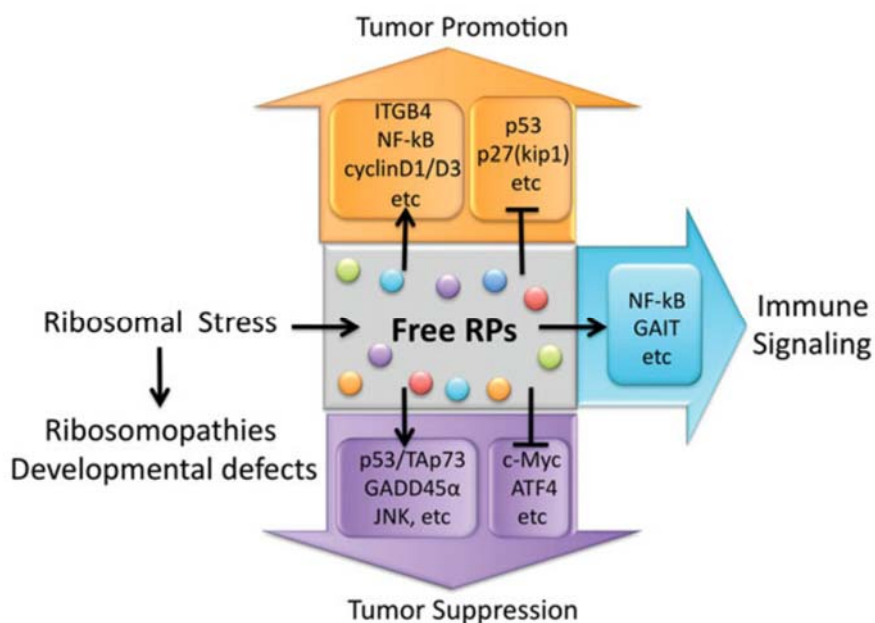 Tumor Promotion
ITGB4
NF-kB
cyclinD1/D3
etc
p53
p27(kip1)
etc
Ribosomal Stress
Free RPs
NF-kB
GAIT
etc
Immune
Signaling
Ribosomopathies
Developmental defects
p53/TAp73
GADD45α
JNK, etc
c-Myc
ATF4
etc
Tumor Suppression